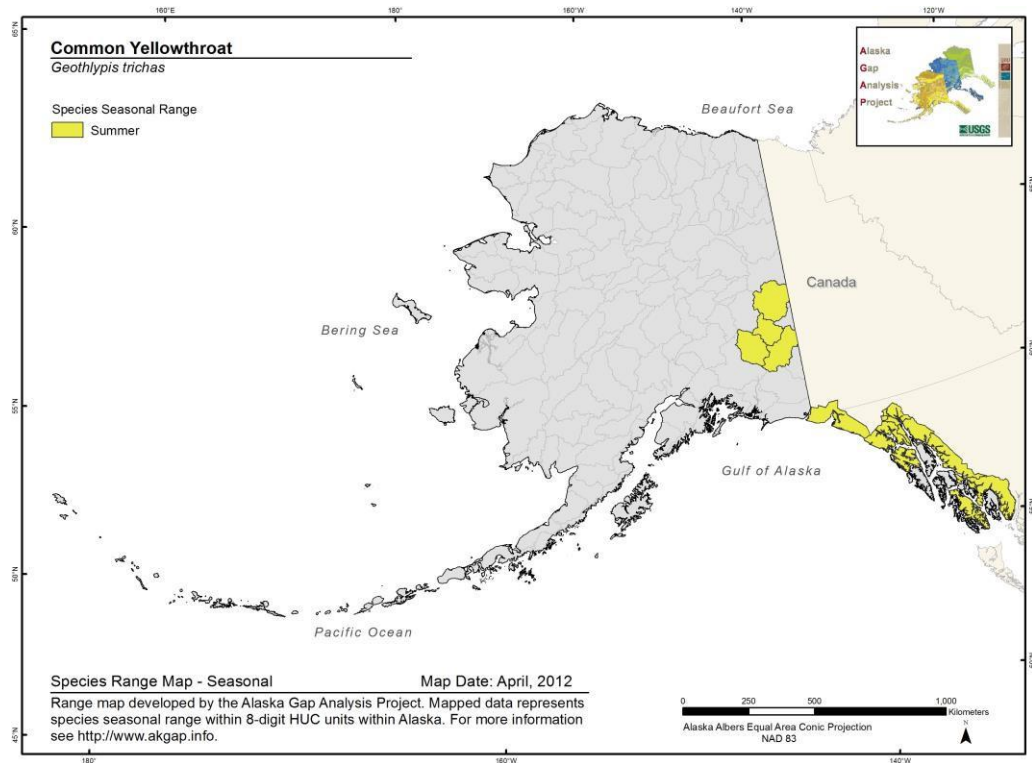 180°
160°W
140°W
120°W
65°N
Common Yellowthroat
Geothlypis trichas
Species Seasonal Range
Summer
Alaska
Gap
Analysis
Project
USGS
Beaufort Sea
60°N
Canada
Bering Sea
55°N
Gulf of Alaska
50°N
Pacific Ocean
Species Range Map - Seasonal
Map Date: April, 2012
Range map developed by the Alaska Gap Analysis Project. Mapped data represents
species seasonal range within 8-digit HUC units within Alaska. For more information
see http://www.akgap.info.
0 250 500 1,000
Kilometers
Alaska Albers Equal Area Conic Projection
NAD 83
N
45°N
180°
160°W
140°W